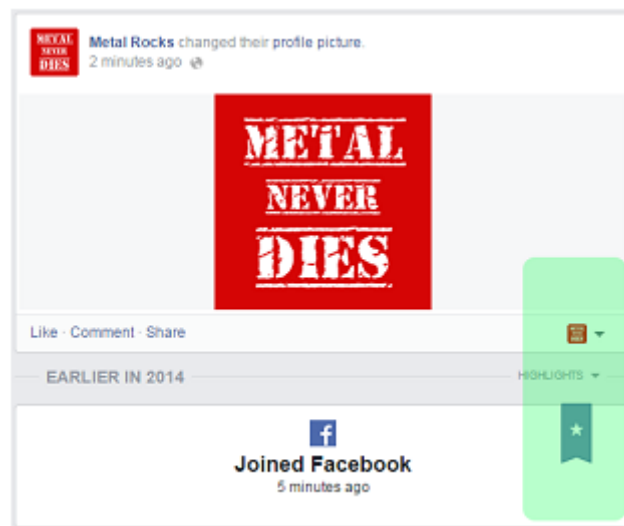 METAL
NEVER
DIES
Metal Rocks changed their profile picture.
2 minutes ago
METAL
NEVER
DIES
Like · Comment · Share
EARLIER IN 2014
HIGHLIGHTS
Joined Facebook
5 minutes ago